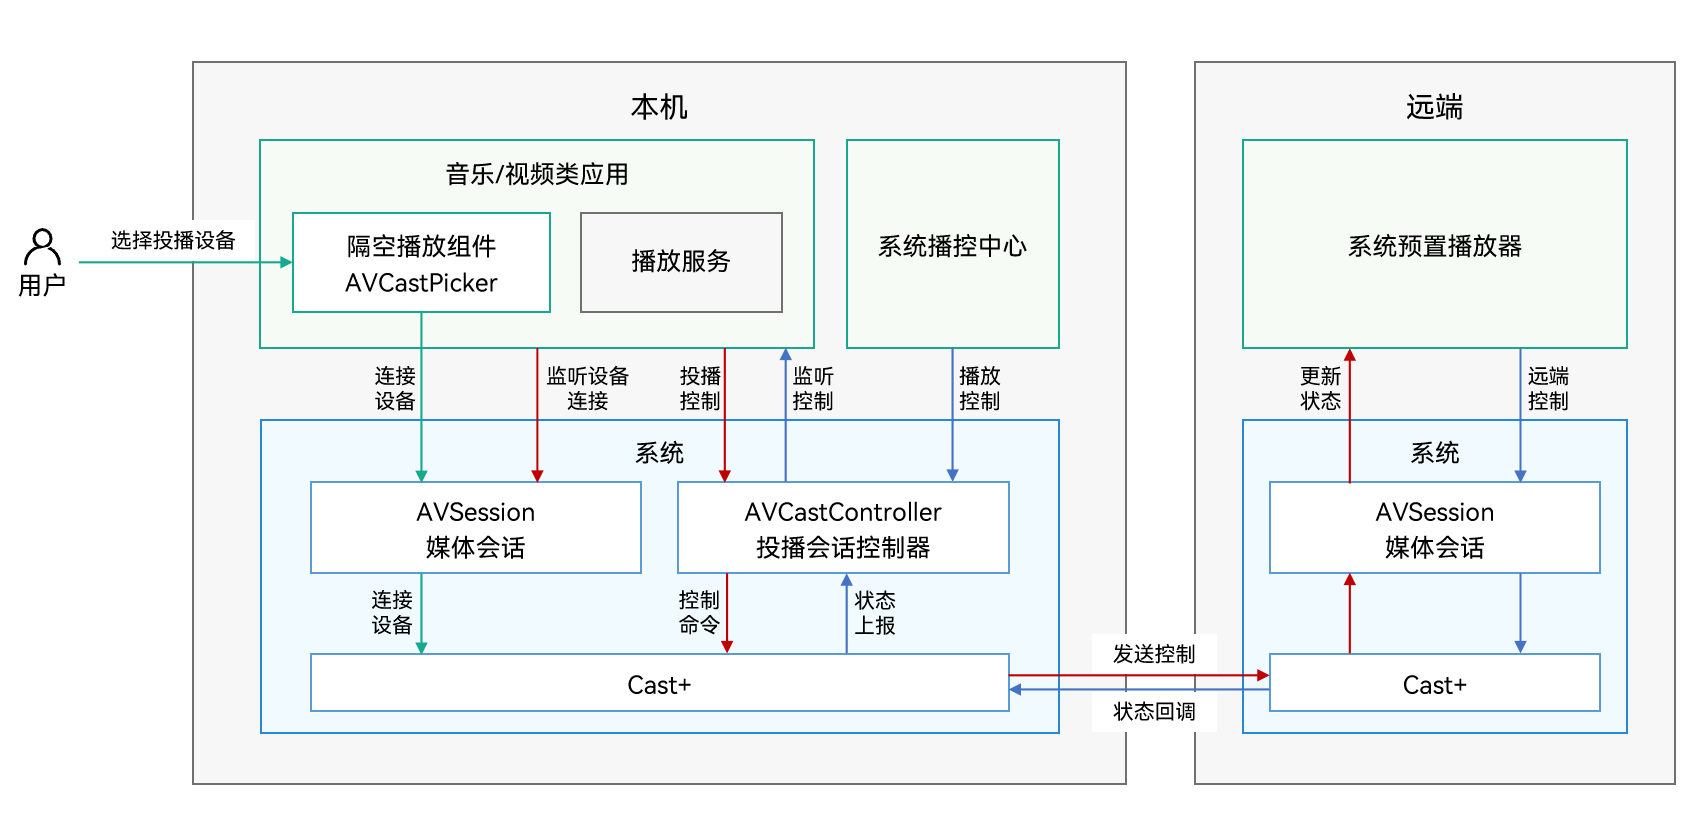 本机
远端
音乐/视频类应用
选择投播设备
用户
隔空播放组件
AVCastPicker
播放服务
系统播控中心
系统预置播放器
连接
设备
监听设备
连接
投播
控制
监听
控制
播放
控制
更新
状态
远端
控制
系统
系统
AVSession
媒体会话
AVCastController
投播会话控制器
AVSession
媒体会话
连接
设备
控制
命令
状态
上报
发送控制
Cast+
Cast+
状态回调